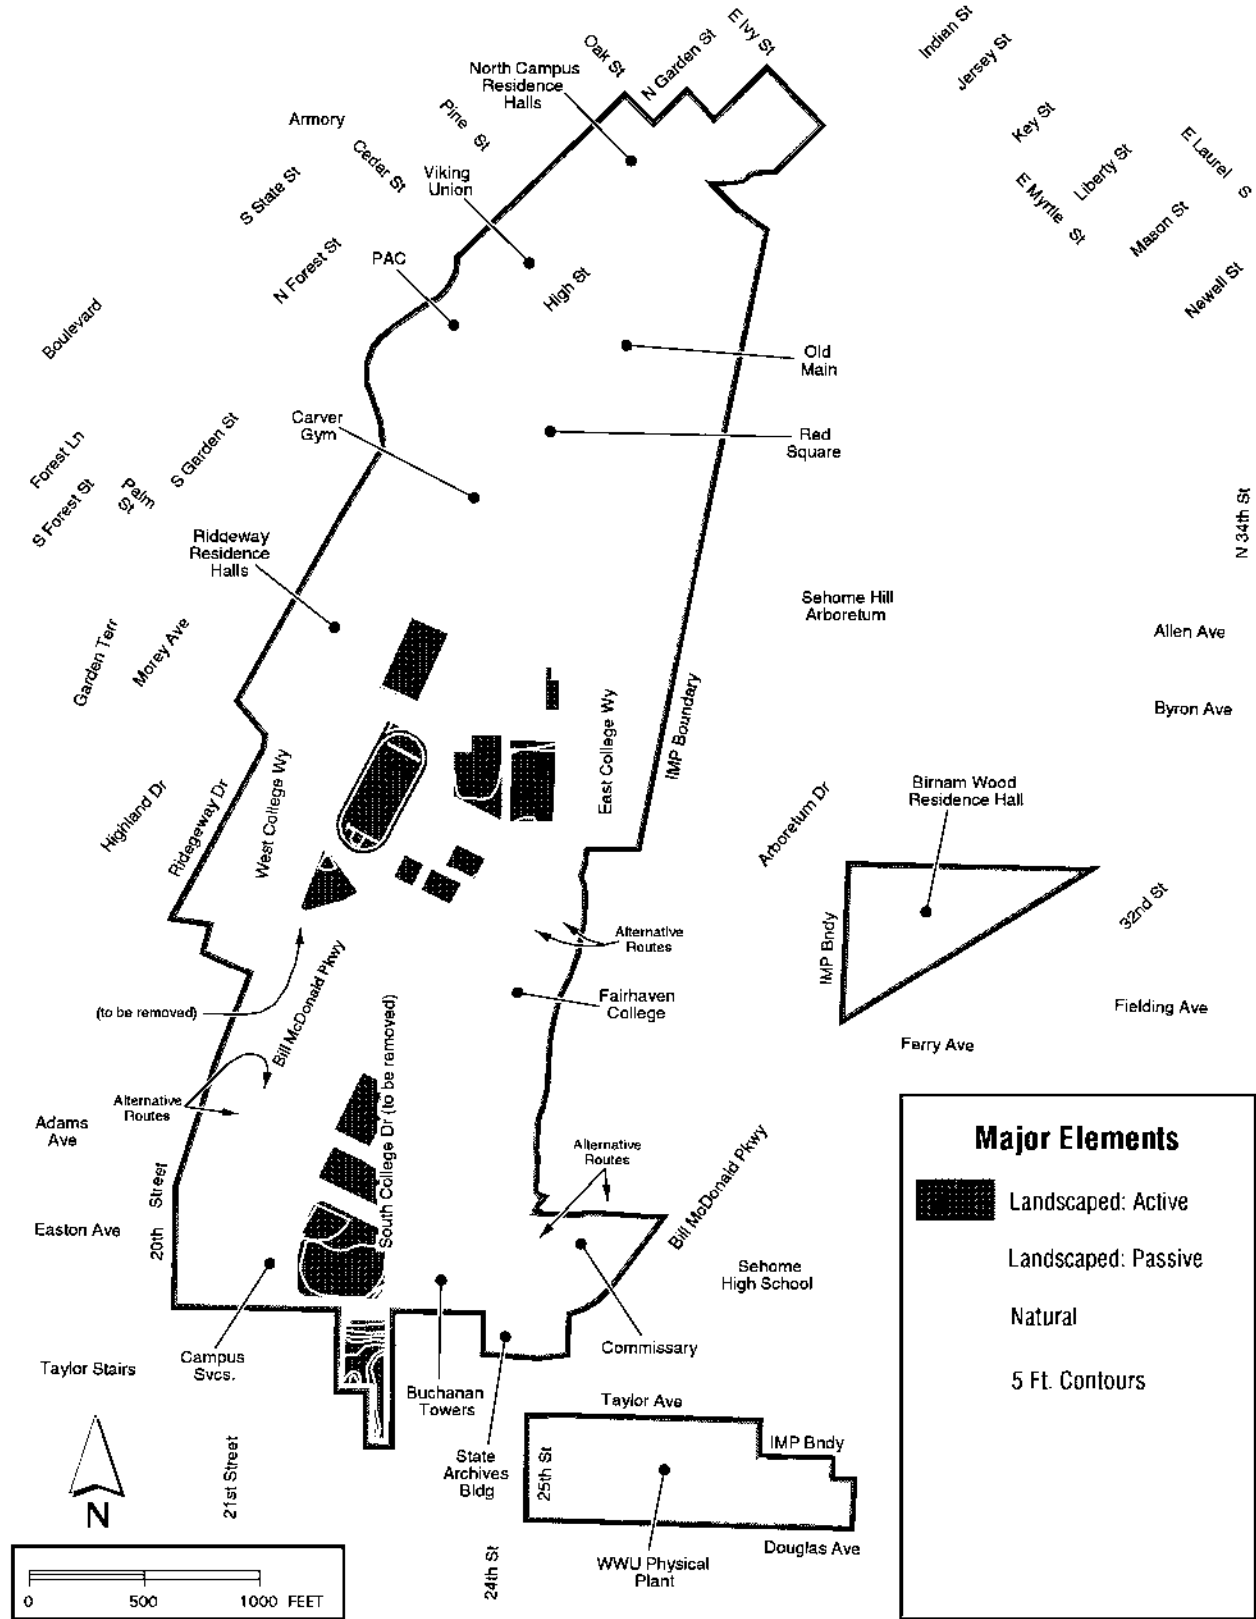 Indian St
E Ivy St
Jersey St
Oak St
N Garden St
North Campus
Residence
Halls
Key St
E Laurel S
Armory
Pine St
Cedar St
Liberty St
Viking
Union
S State St
E Myrtle St
Mason St
N Forest St
PAC
High St
Newell St
Boulevard
Old
Main
Carver
Gym
Red
Square
Forest Ln
S Garden St
S Forest St
Palm
St
N 34th St
Ridgeway
Residence
Halls
Sehome Hill
Arboretum
Allen Ave
Garden Terr
Morey Ave
Byron Ave
IMP Boundary
East College Wy
West College Wy
Highland Dr
Ridgeway Dr
Arboretum Dr
Birnam Wood
Residence Hall
32nd St
IMP Bndy
Alternative
Routes
Bill McDonald Pkwy
Fairhaven
College
(to be removed)
Fielding Ave
Ferry Ave
South College Dr (to be removed)
Alternative
Routes
Adams
Ave
Alternative
Routes
Bill McDonald Pkwy
20th Street
Easton Ave
Sehome
High School
Commissary
Campus
Svcs.
Taylor Stairs
Buchanan
Towers
Taylor Ave
IMP Bndy
State
Archives
Bldg
25th St
21st Street
N
Douglas Ave
WWU Physical
Plant
24th St
0 500 1000 FEET
Major Elements
Landscaped: Active
Landscaped: Passive
Natural
5 Ft. Contours